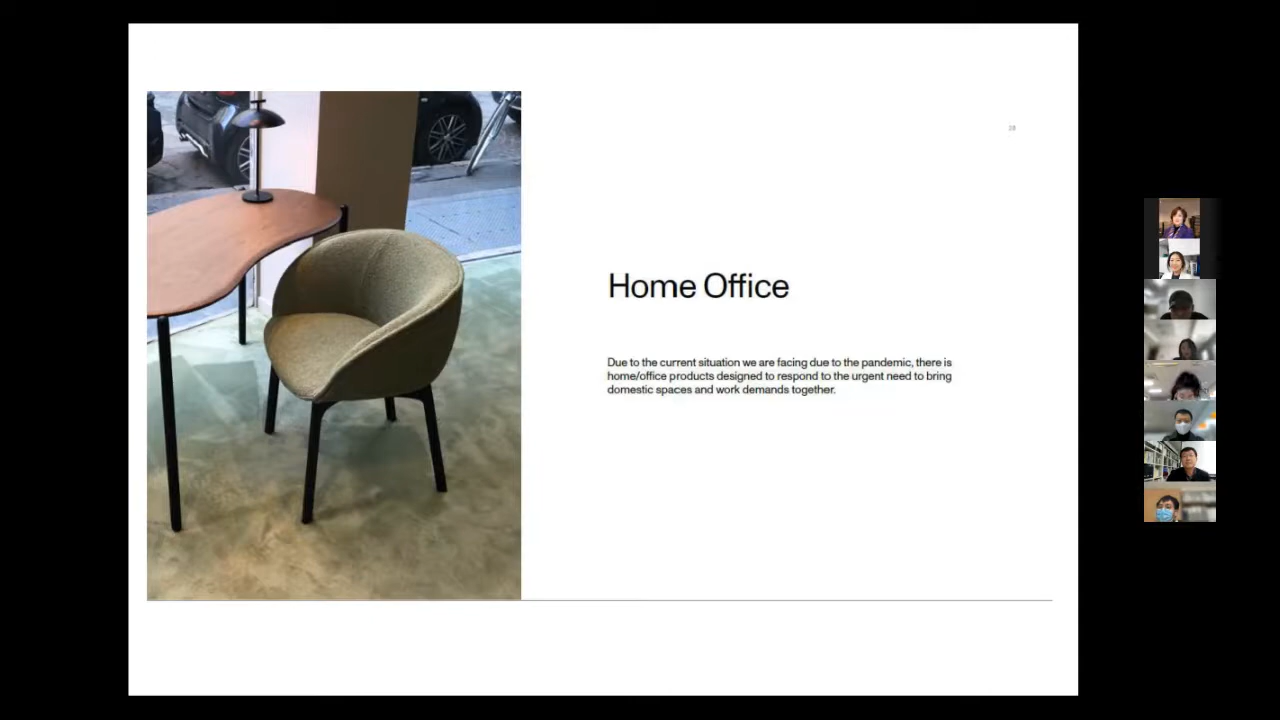 Home Office
Due to the current situation we are facing due to the pandemic, there is
home/office products designed to respond to the urgent need to bring
domestic spaces and work demands together.